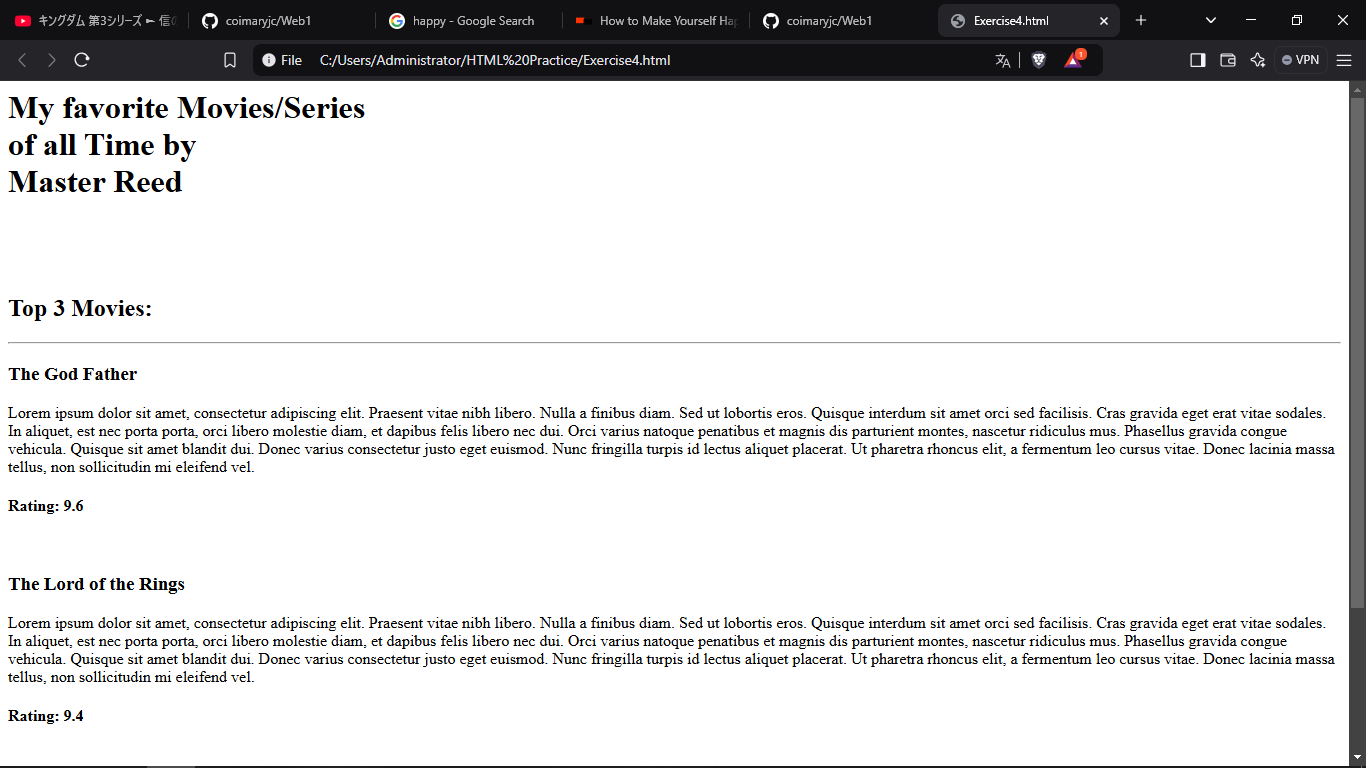 キングダム 第3シリーズ ► 信の
coimaryjc/Web1
happy - Google Search
How to Make Yourself Hap
coimaryjc/Web1
Exercise4.html
File C:/Users/Administrator/HTML%20Practice/Exercise4.html
1
VPN
My favorite Movies/Series
of all Time by
Master Reed
Top 3 Movies:
The God Father
Lorem ipsum dolor sit amet, consectetur adipiscing elit. Praesent vitae nibh libero. Nulla a finibus diam. Sed ut lobortis eros. Quisque interdum sit amet orci sed facilisis. Cras gravida eget erat vitae sodales.
In aliquet, est nec porta porta, orci libero molestie diam, et dapibus felis libero nec dui. Orci varius natoque penatibus et magnis dis parturient montes, nascetur ridiculus mus. Phasellus gravida congue
vehicula. Quisque sit amet blandit dui. Donec varius consectetur justo eget euismod. Nunc fringilla turpis id lectus aliquet placerat. Ut pharetra rhoncus elit, a fermentum leo cursus vitae. Donec lacinia massa
tellus, non sollicitudin mi eleifend vel.
Rating: 9.6
The Lord of the Rings
Lorem ipsum dolor sit amet, consectetur adipiscing elit. Praesent vitae nibh libero. Nulla a finibus diam. Sed ut lobortis eros. Quisque interdum sit amet orci sed facilisis. Cras gravida eget erat vitae sodales.
In aliquet, est nec porta porta, orci libero molestie diam, et dapibus felis libero nec dui. Orci varius natoque penatibus et magnis dis parturient montes, nascetur ridiculus mus. Phasellus gravida congue
vehicula. Quisque sit amet blandit dui. Donec varius consectetur justo eget euismod. Nunc fringilla turpis id lectus aliquet placerat. Ut pharetra rhoncus elit, a fermentum leo cursus vitae. Donec lacinia massa
tellus, non sollicitudin mi eleifend vel.
Rating: 9.4